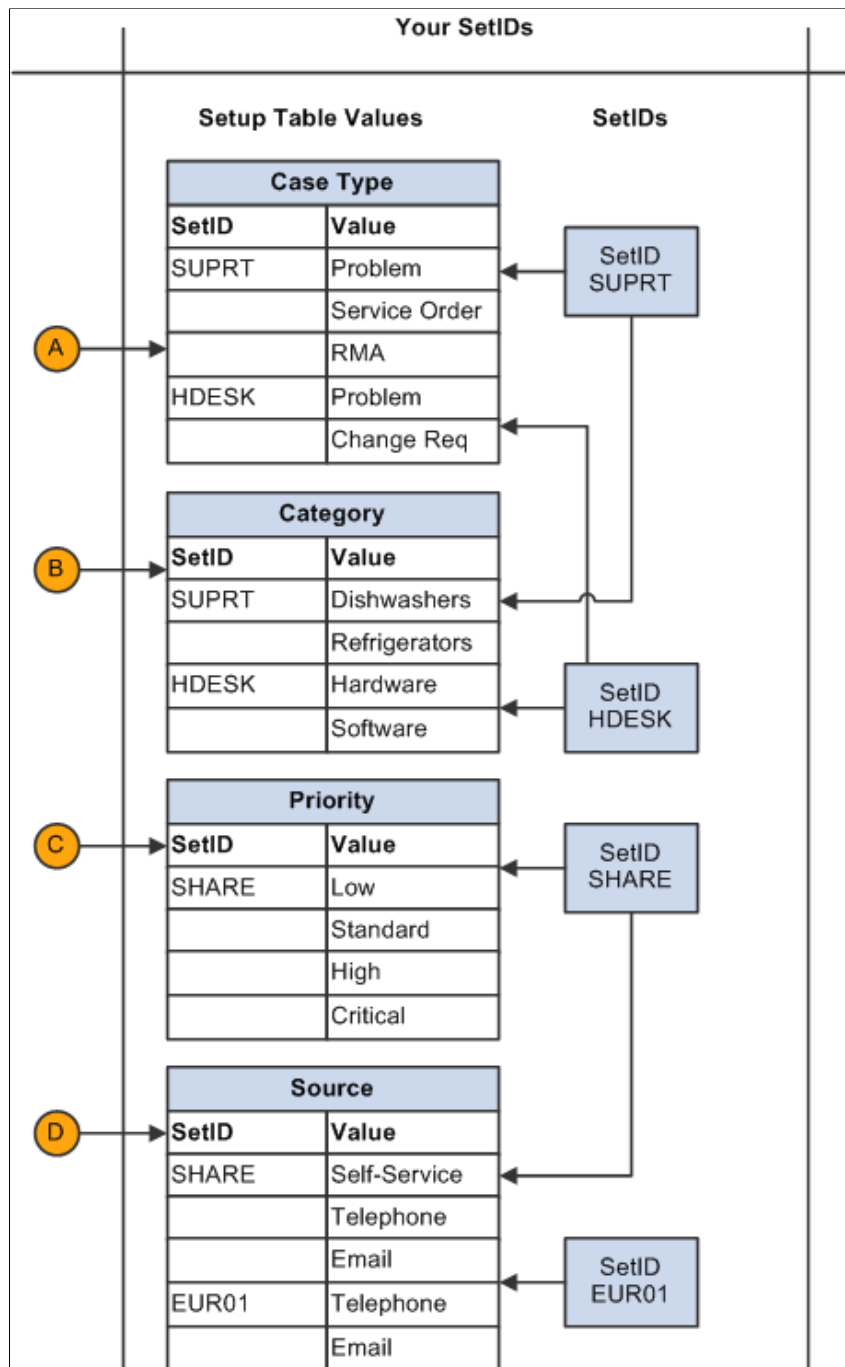 Your SetIDs
Setup Table Values SetIDs
Case Type
SetID Value
SUPRT Problem
Service Order
RMA
HDESK Problem
Change Req
SetID
SUPRT
A
Category
SetID Value
SUPRT Dishwashers
Refrigerators
HDESK Hardware
Software
B
SetID
HDESK
Priority
SetID Value
SHARE Low
Standard
High
Critical
C
SetID
SHARE
Source
SetID Value
SHARE Self-Service
Telephone
Email
EUR01 Telephone
Email
D
SetID
EUR01